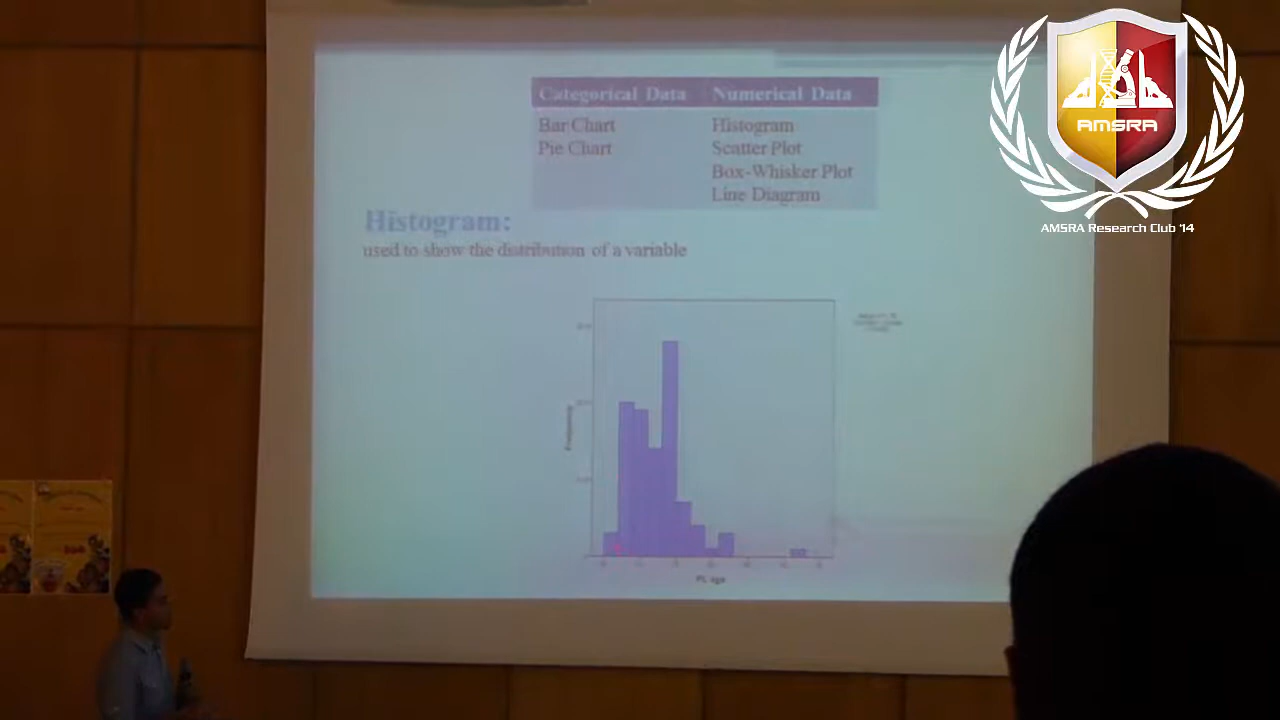 Categorical Data Numerical Data
Bar Chart Histogram
Pie Chart Scatter Plot
Box-Whisker Plot
Line Diagram
Histogram:
used to show the distribution of a variable
Frequency
AMSRA
AMSRA Research Club '14